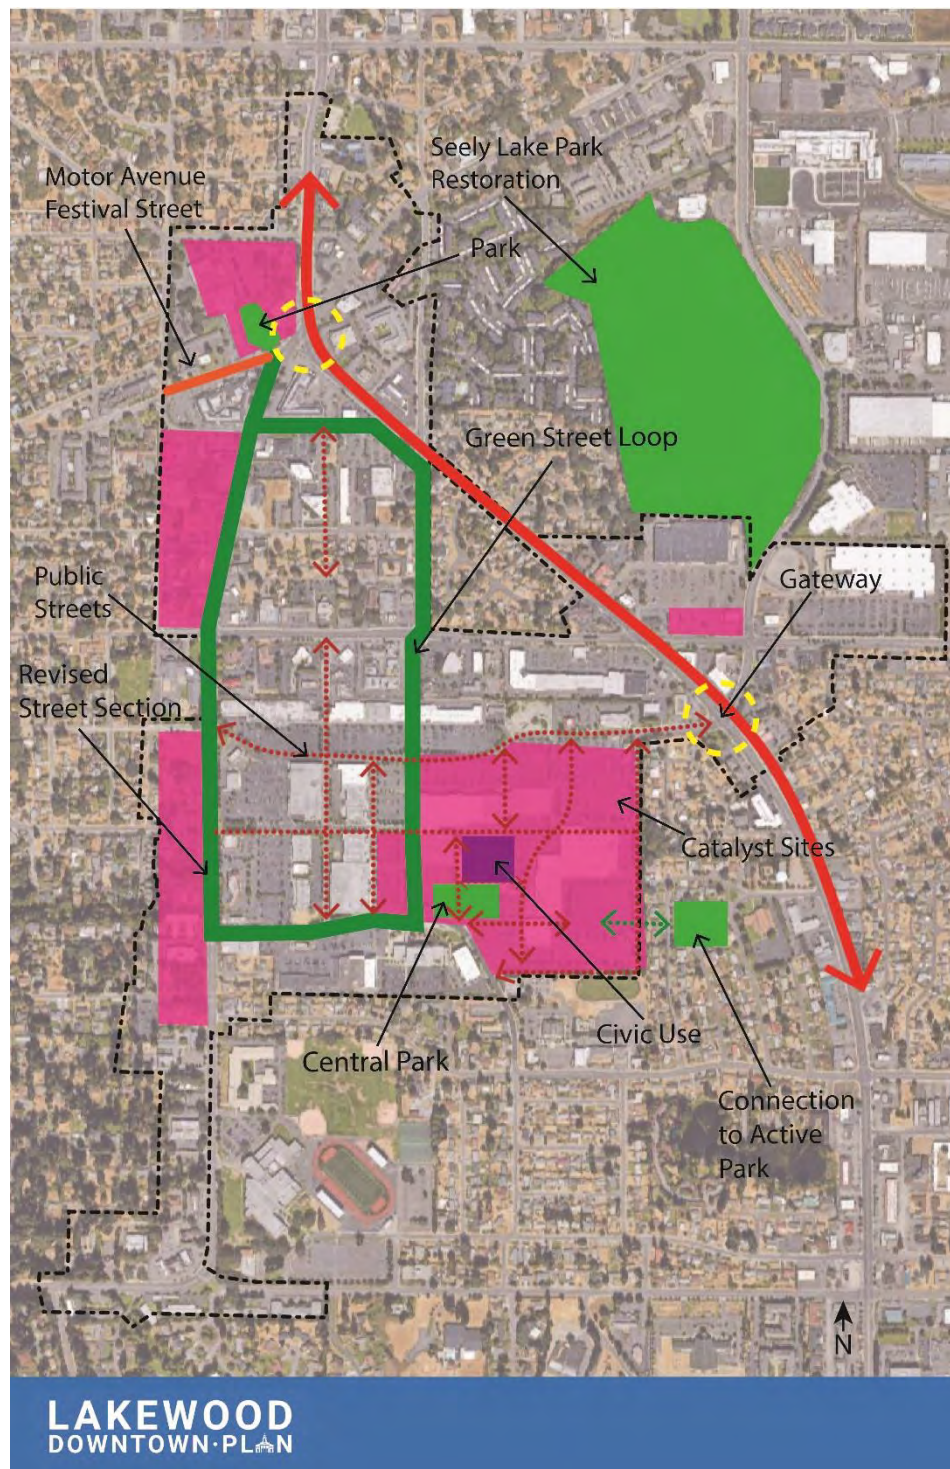 Seely Lake Park
Restoration
Motor Avenue
Festival Street
Park
Green Street Loop
Public
Streets
Gateway
Revised
Street Section
Catalyst Sites
Civic Use
Central Park
Connection
to Active
Park
N
LAKEWOOD
DOWNTOWN·PLAN